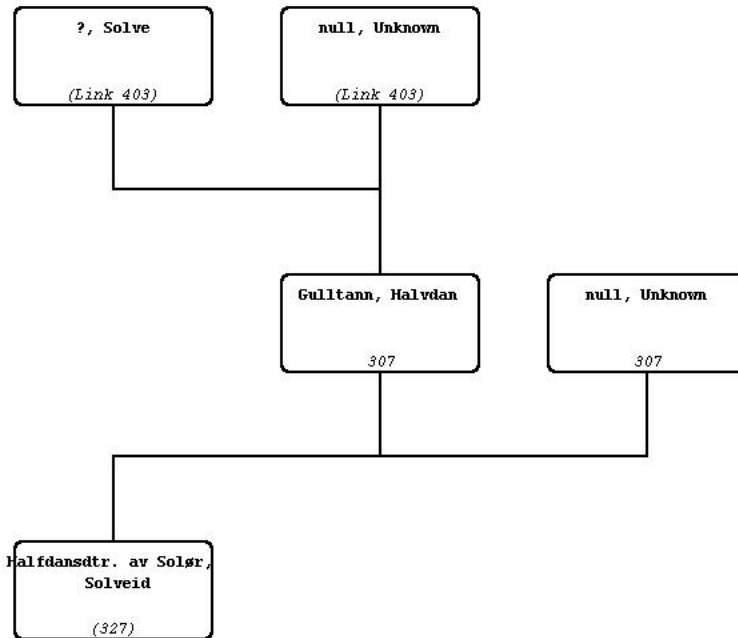 ?, Solve
(Link 403)
null, Unknown
(Link 403)
Gulltann, Halvdan
307
null, Unknown
307
Halfdansdtr. av Solør,
Solveid
(327)